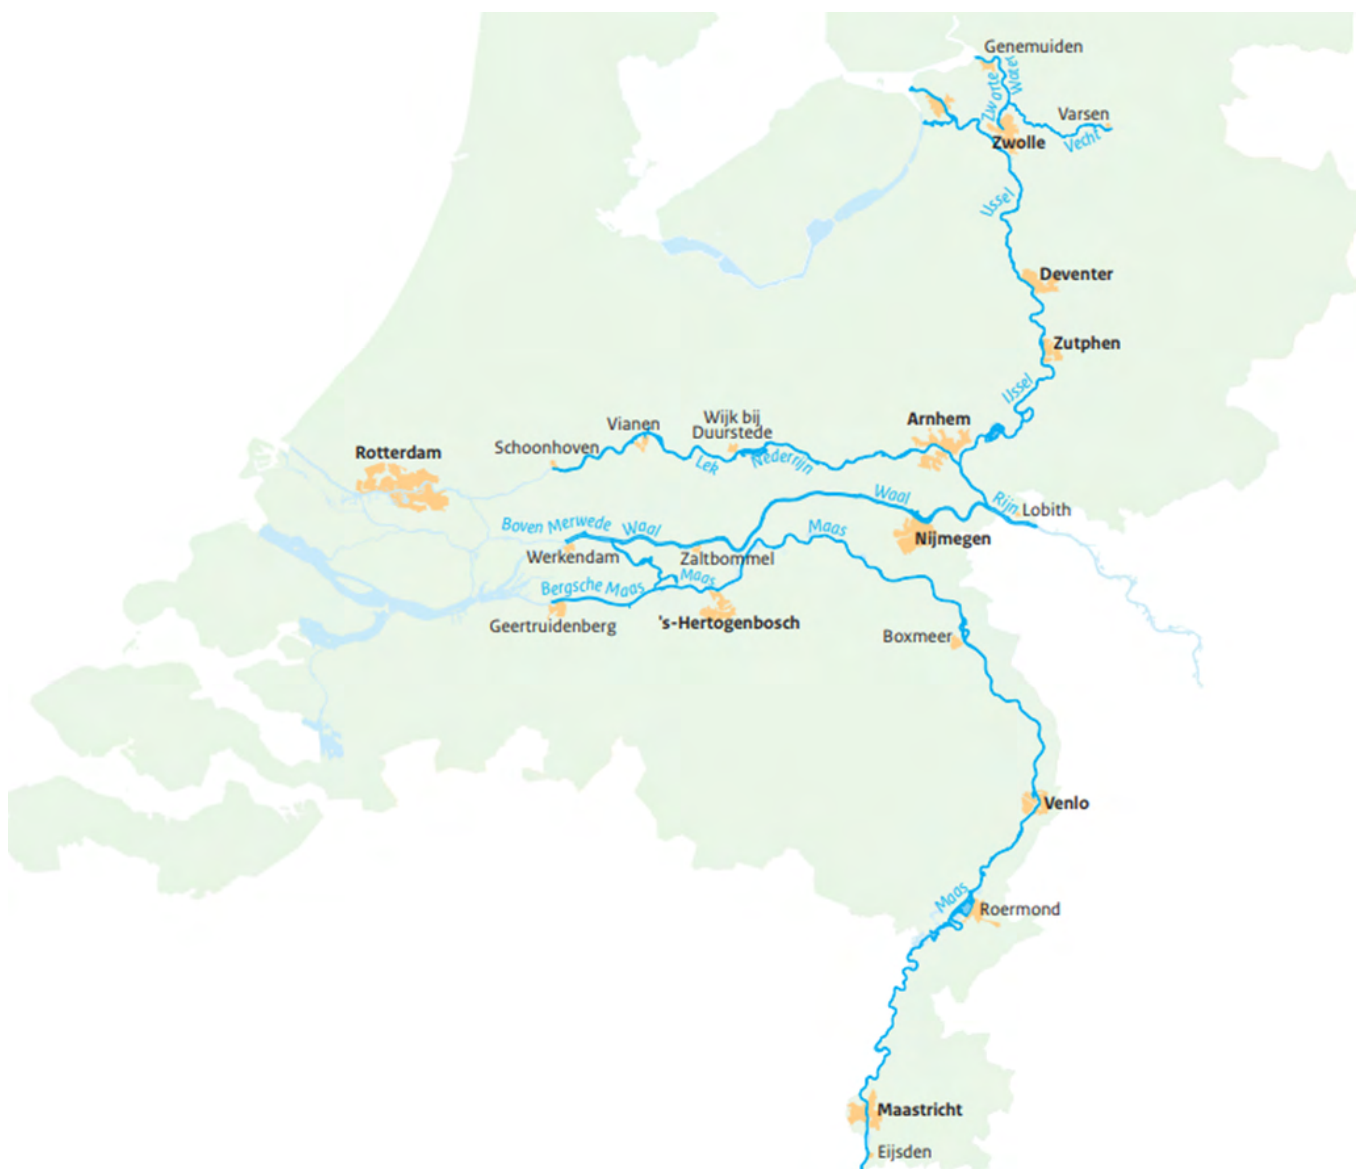 Genemuiden
Zwarte
Water
Varsen
Vecht
Zwolle
IJssel
Deventer
Zutphen
IJssel
Arnhem
Wijk bij
Duurstede
Vianen
Schoonhoven
Rotterdam
Lek
Nederrijn
Waal
Rijn
Lobith
Boven Merwede
Waal
Maas
Nijmegen
Werkendam
Zaltbommel
Maas
Bergsche Maas
Geertruidenberg
's-Hertogenbosch
Boxmeer
Venlo
Maas
Roermond
Maastricht
Eijsden